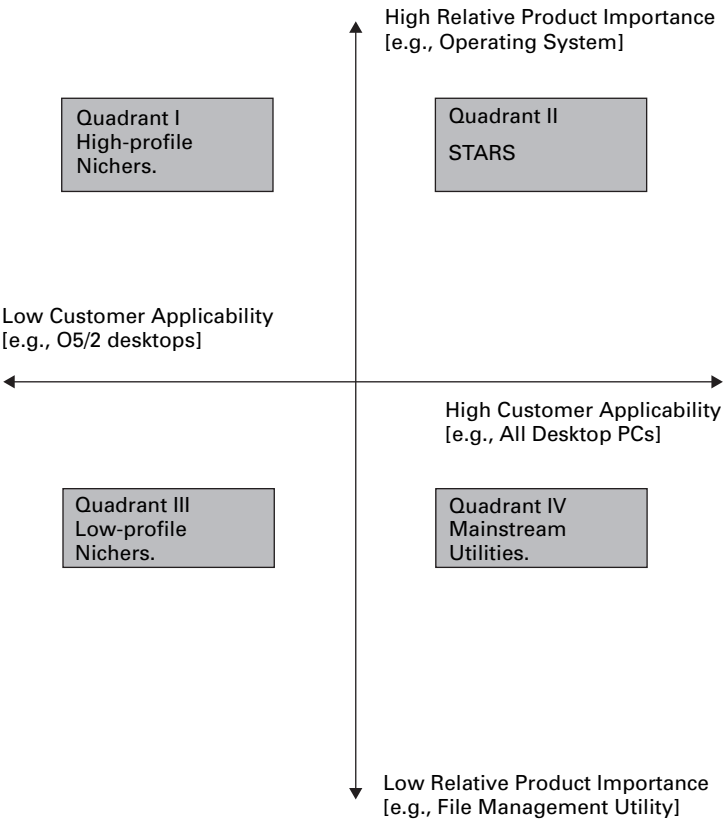 High Relative Product Importance
[e.g., Operating System]
Quadrant I
High-profile
Nichers.
Quadrant II
STARS
Low Customer Applicability
[e.g., O5/2 desktops]
High Customer Applicability
[e.g., All Desktop PCs]
Quadrant III
Low-profile
Nichers.
Quadrant IV
Mainstream
Utilities.
Low Relative Product Importance
[e.g., File Management Utility]